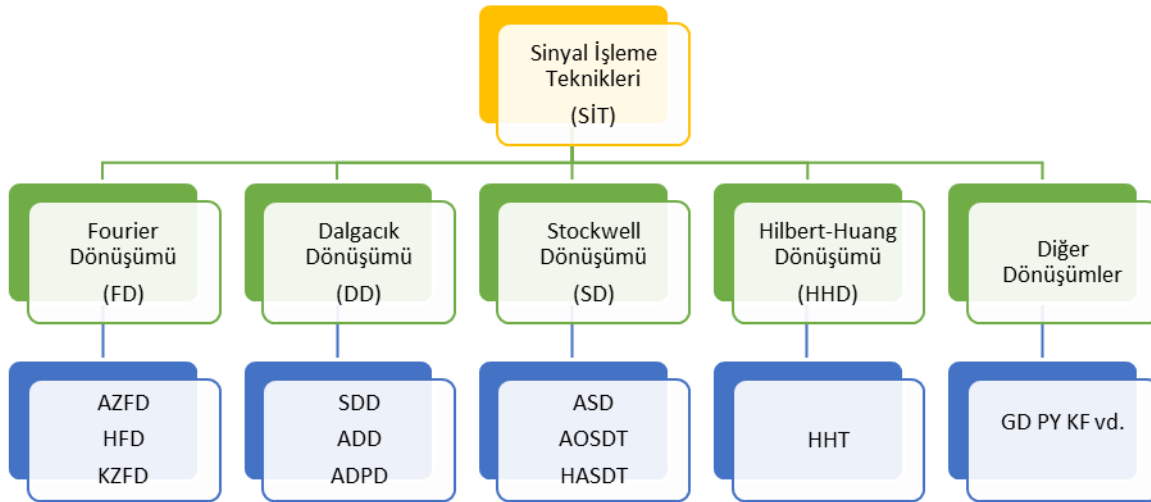 Sinyal İşleme
Teknikleri
(SİT)
Fourier
Dönüşümü
(FD)
Dalgacık
Dönüşümü
(DD)
Stockwell
Dönüşümü
(SD)
Hilbert-Huang
Dönüşümü
(HHD)
Diğer
Dönüşümler
AZFD
HFD
KZFD
SDD
ADD
ADPD
ASD
AOSDT
HASDT
HHT
GD PY KF vd.